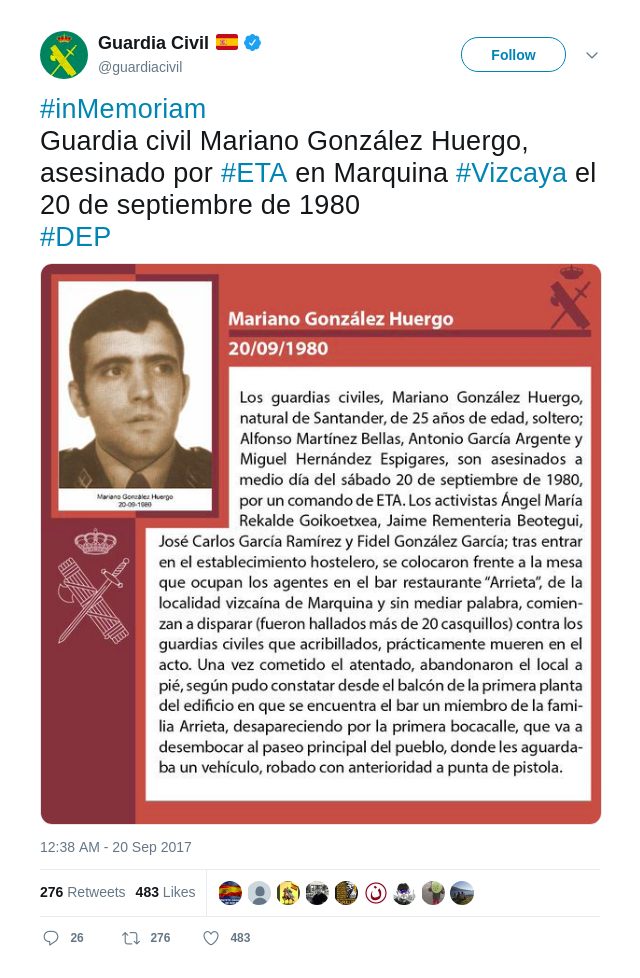 Guardia Civil
@guardiacivil
Follow
#inMemoriam
Guardia civil Mariano González Huergo,
asesinado por #ETA en Marquina #Vizcaya el
20 de septiembre de 1980
#DEP
Mariano González Huergo
20/09/1980
Mariano González Huergo
20-09-1980
Los guardias civiles, Mariano González Huergo,
natural de Santander, de 25 años de edad, soltero;
Alfonso Martínez Bellas, Antonio García Argente y
Miguel Hernández Espigares, son asesinados a
medio día del sábado 20 de septiembre de 1980,
por un comando de ETA. Los activistas Ángel María
Rekalde Goikoetxea, Jaime Rementeria Beotegui,
José Carlos García Ramírez y Fidel González García; tras entrar
en el establecimiento hostelero, se colocaron frente a la mesa
que ocupan los agentes en el bar restaurante “Arrieta”, de la
localidad vizcaína de Marquina y sin mediar palabra, comien-
zan a disparar (fueron hallados más de 20 casquillos) contra los
guardias civiles que acribillados, prácticamente mueren en el
acto. Una vez cometido el atentado, abandonaron el local a
pié, según pudo constatar desde el balcón de la primera planta
del edificio en que se encuentra el bar un miembro de la fami-
lia Arrieta, desapareciendo por la primera bocacalle, que va a
desembocar al paseo principal del pueblo, donde les aguarda-
ba un vehículo, robado con anterioridad a punta de pistola.
12:38 AM - 20 Sep 2017
276 Retweets 483 Likes
26 276 483